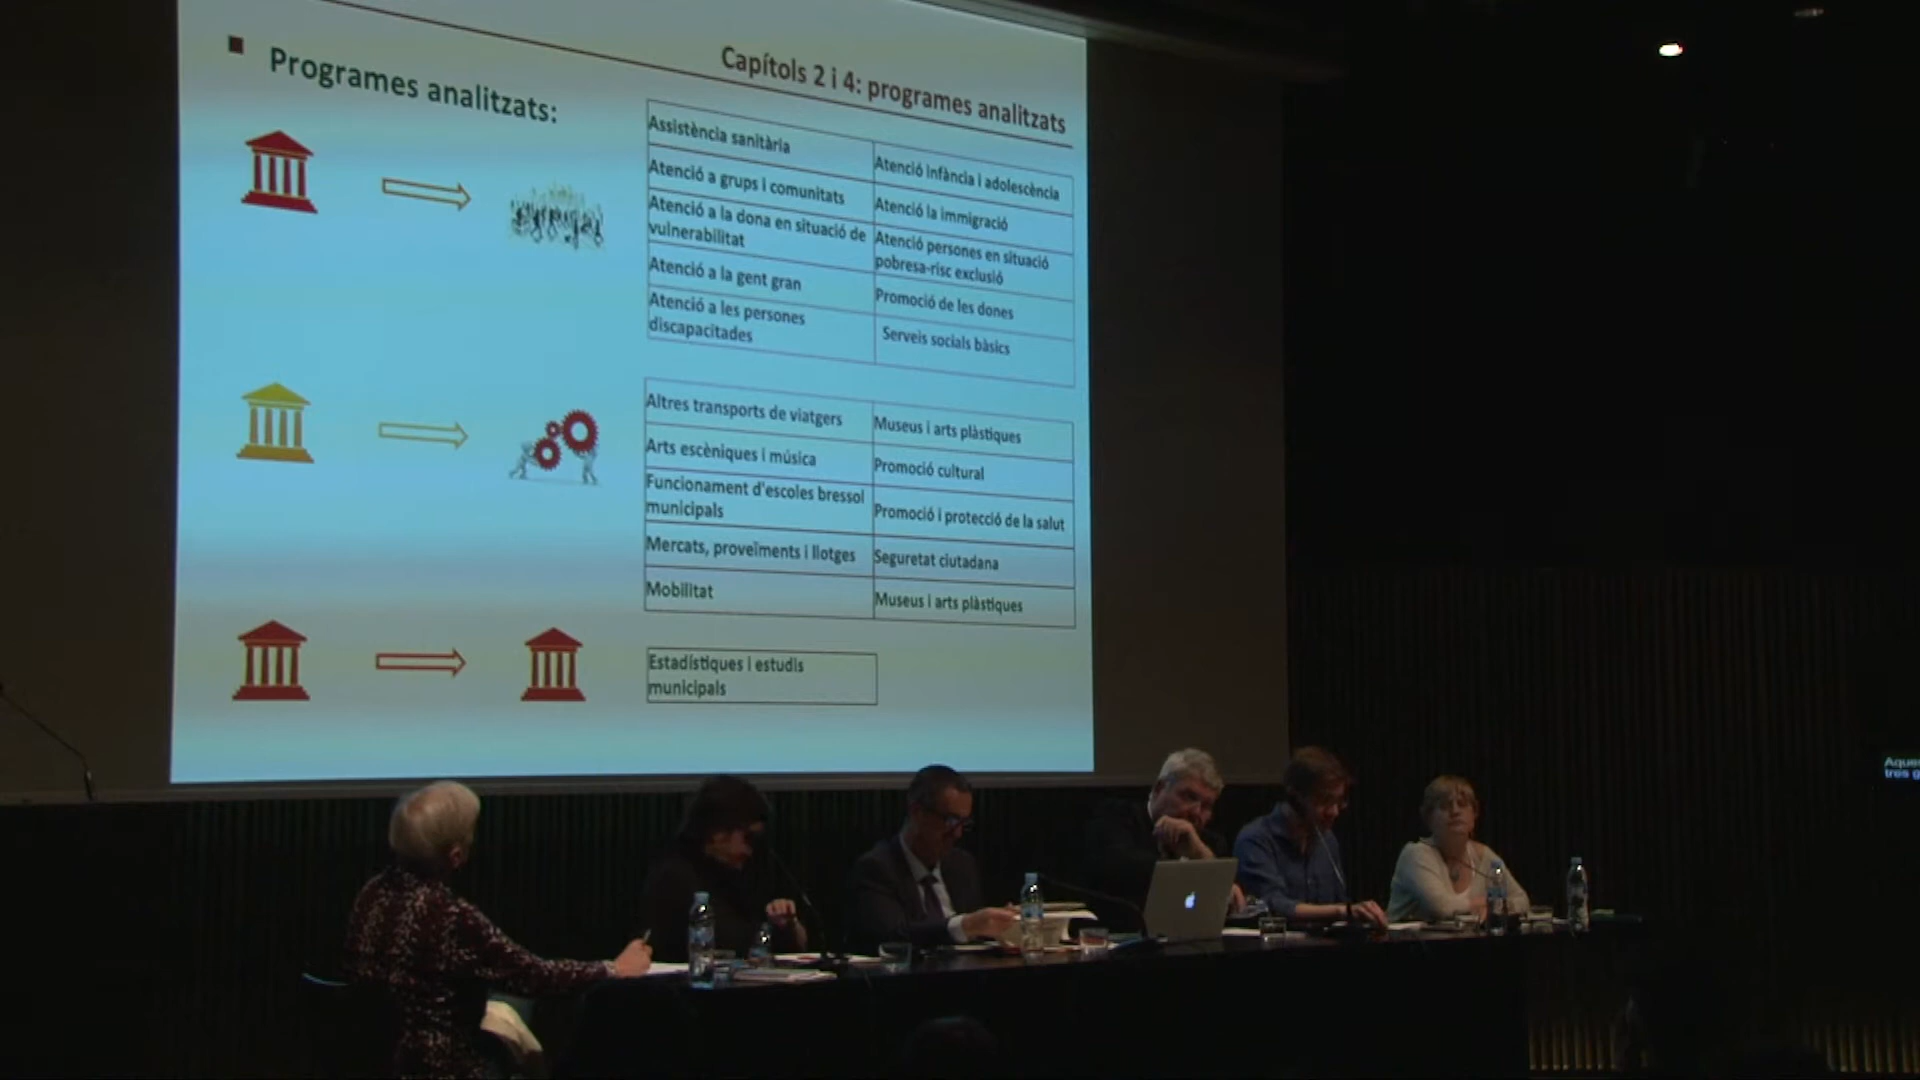 Capítols 2 i 4: programes analitzats
Programes analitzats:
Assistència sanitària
Atenció infància i adolescència
Atenció a grups i comunitats
Atenció la immigració
Atenció a la dona en situació de
vulnerabilitat
Atenció persones en situació
pobresa-risc exclusió
Atenció a la gent gran
Promoció de les dones
Atenció a les persones
discapacitades
Serveis socials bàsics
Altres transports de viatgers
Museus i arts plàstiques
Arts escèniques i música
Promoció cultural
Funcionament d'escoles bressol
municipals
Promoció i protecció de la salut
Mercats, proveïments i llotges
Seguretat ciutadana
Mobilitat
Museus i arts plàstiques
Estadístiques i estudis
municipals
Aques
tres g